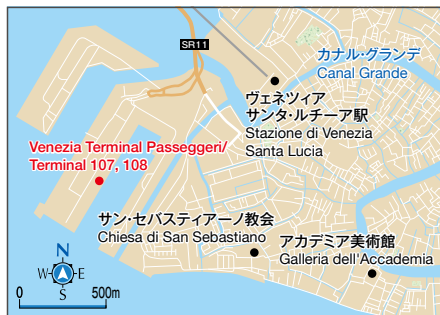 SR11
カナル・グランデ
Canal Grande
ヴェネツィア
サンタ・ルチーア駅
Stazione di Venezia
Santa Lucia
Venezia Terminal Passeggeri/
Terminal 107, 108
サン・セバスティアーノ教会
Chiesa di San Sebastiano
アカデミア美術館
Galleria dell'Accademia
N
W E
S
0 500m